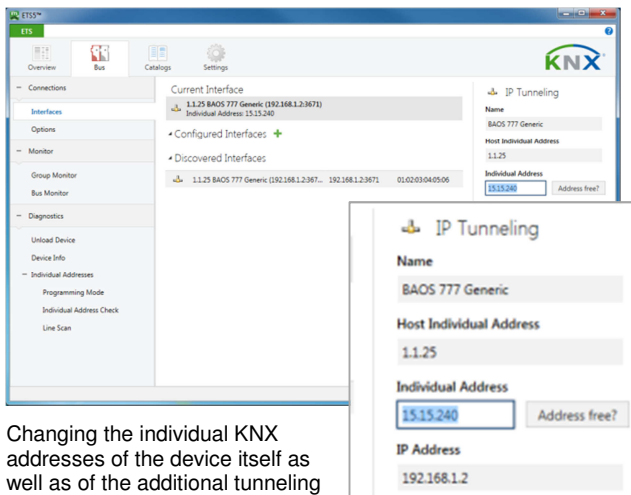 ETS5™
ETS
Overview
Bus
Catalogs
Settings
KNX
Connections
Interfaces
Options
Monitor
Group Monitor
Bus Monitor
Diagnostics
Unload Device
Device Info
Individual Addresses
Programming Mode
Individual Address Check
Line Scan
Current Interface
1.1.25 BAOS 777 Generic (192.168.1.2:3671)
Individual Address: 15.15.240
Configured Interfaces
Discovered Interfaces
1.1.25 BAOS 777 Generic (192.168.1.2:367... 192.168.1.2:3671 01:02:03:04:05:06
IP Tunneling
Name
BAOS 777 Generic
Host Individual Address
1.1.25
Individual Address
15.15.240 Address free?
IP Tunneling
Name
BAOS 777 Generic
Host Individual Address
1.1.25
Individual Address
15.15.240 Address free?
IP Address
192.168.1.2
Changing the individual KNX
addresses of the device itself as
well as of the additional tunneling